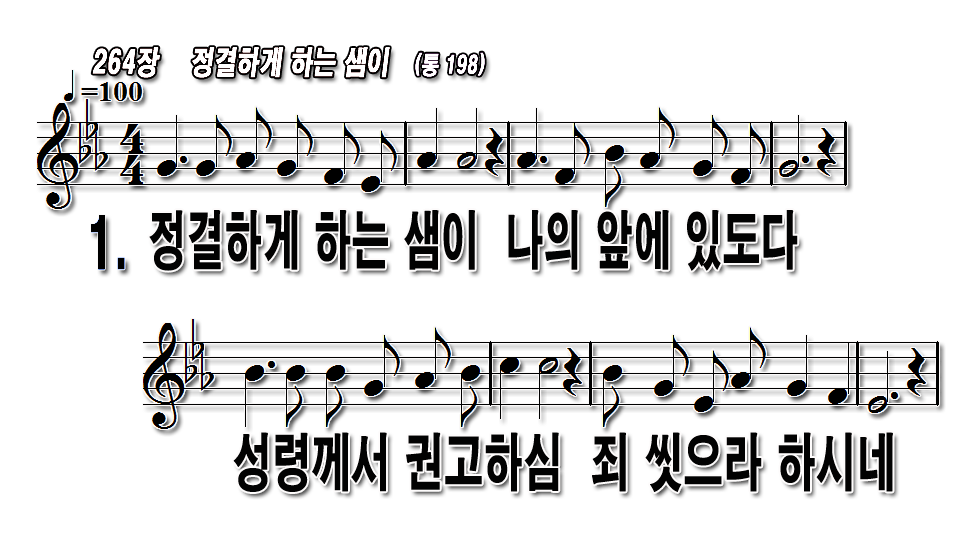 264장 정결하게 하는 샘이 (통 198)
♩=100
1. 정결하게 하는 샘이 나의 앞에 있도다
성령께서 권고하심 죄 씻으라 하시네